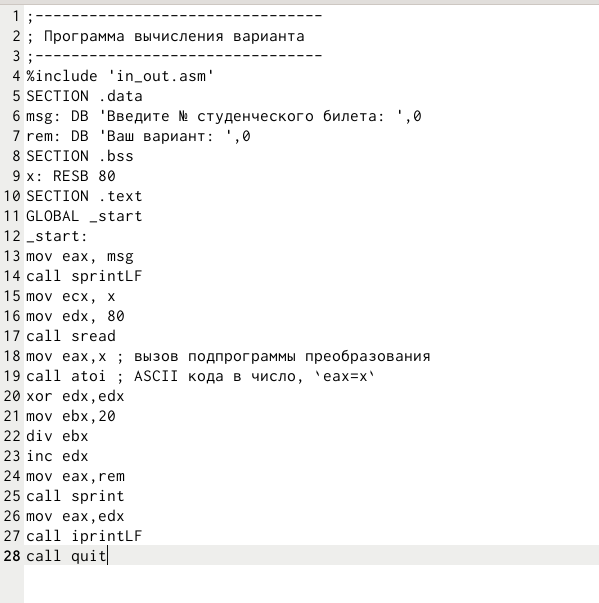 1 ;--------------------------------
2 ; Программа вычисления варианта
3 ;--------------------------------
4 %include 'in_out.asm'
5 SECTION .data
6 msg: DB 'Введите № студенческого билета: ',0
7 rem: DB 'Ваш вариант: ',0
8 SECTION .bss
9 x: RESB 80
10 SECTION .text
11 GLOBAL _start
12 _start:
13 mov eax, msg
14 call sprintLF
15 mov ecx, x
16 mov edx, 80
17 call sread
18 mov eax,x ; вызов подпрограммы преобразования
19 call atoi ; ASCII кода в число, `eax=x`
20 xor edx,edx
21 mov ebx,20
22 div ebx
23 inc edx
24 mov eax,rem
25 call sprint
26 mov eax,edx
27 call iprintLF
28 call quit